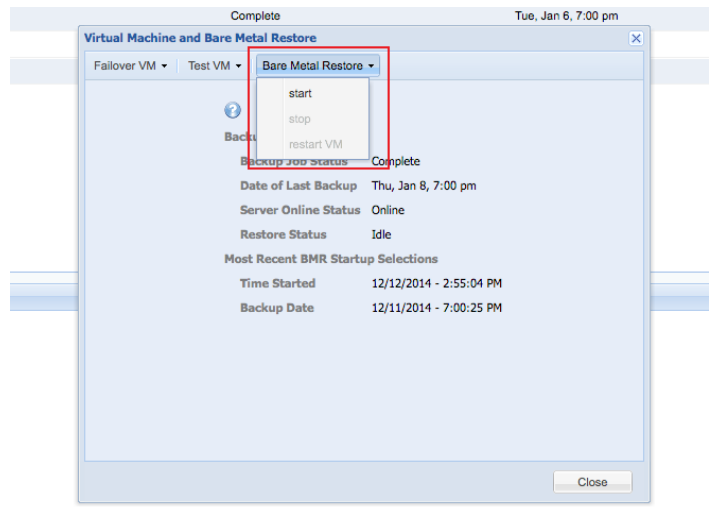 Complete Tue, Jan 6, 7:00 pm
Virtual Machine and Bare Metal Restore
Failover VM Test VM Bare Metal Restore
start
stop
restart VM
Backu
Backup Job Status Complete
Date of Last Backup Thu, Jan 8, 7:00 pm
Server Online Status Online
Restore Status Idle
Most Recent BMR Startup Selections
Time Started 12/12/2014 - 2:55:04 PM
Backup Date 12/11/2014 - 7:00:25 PM
Close